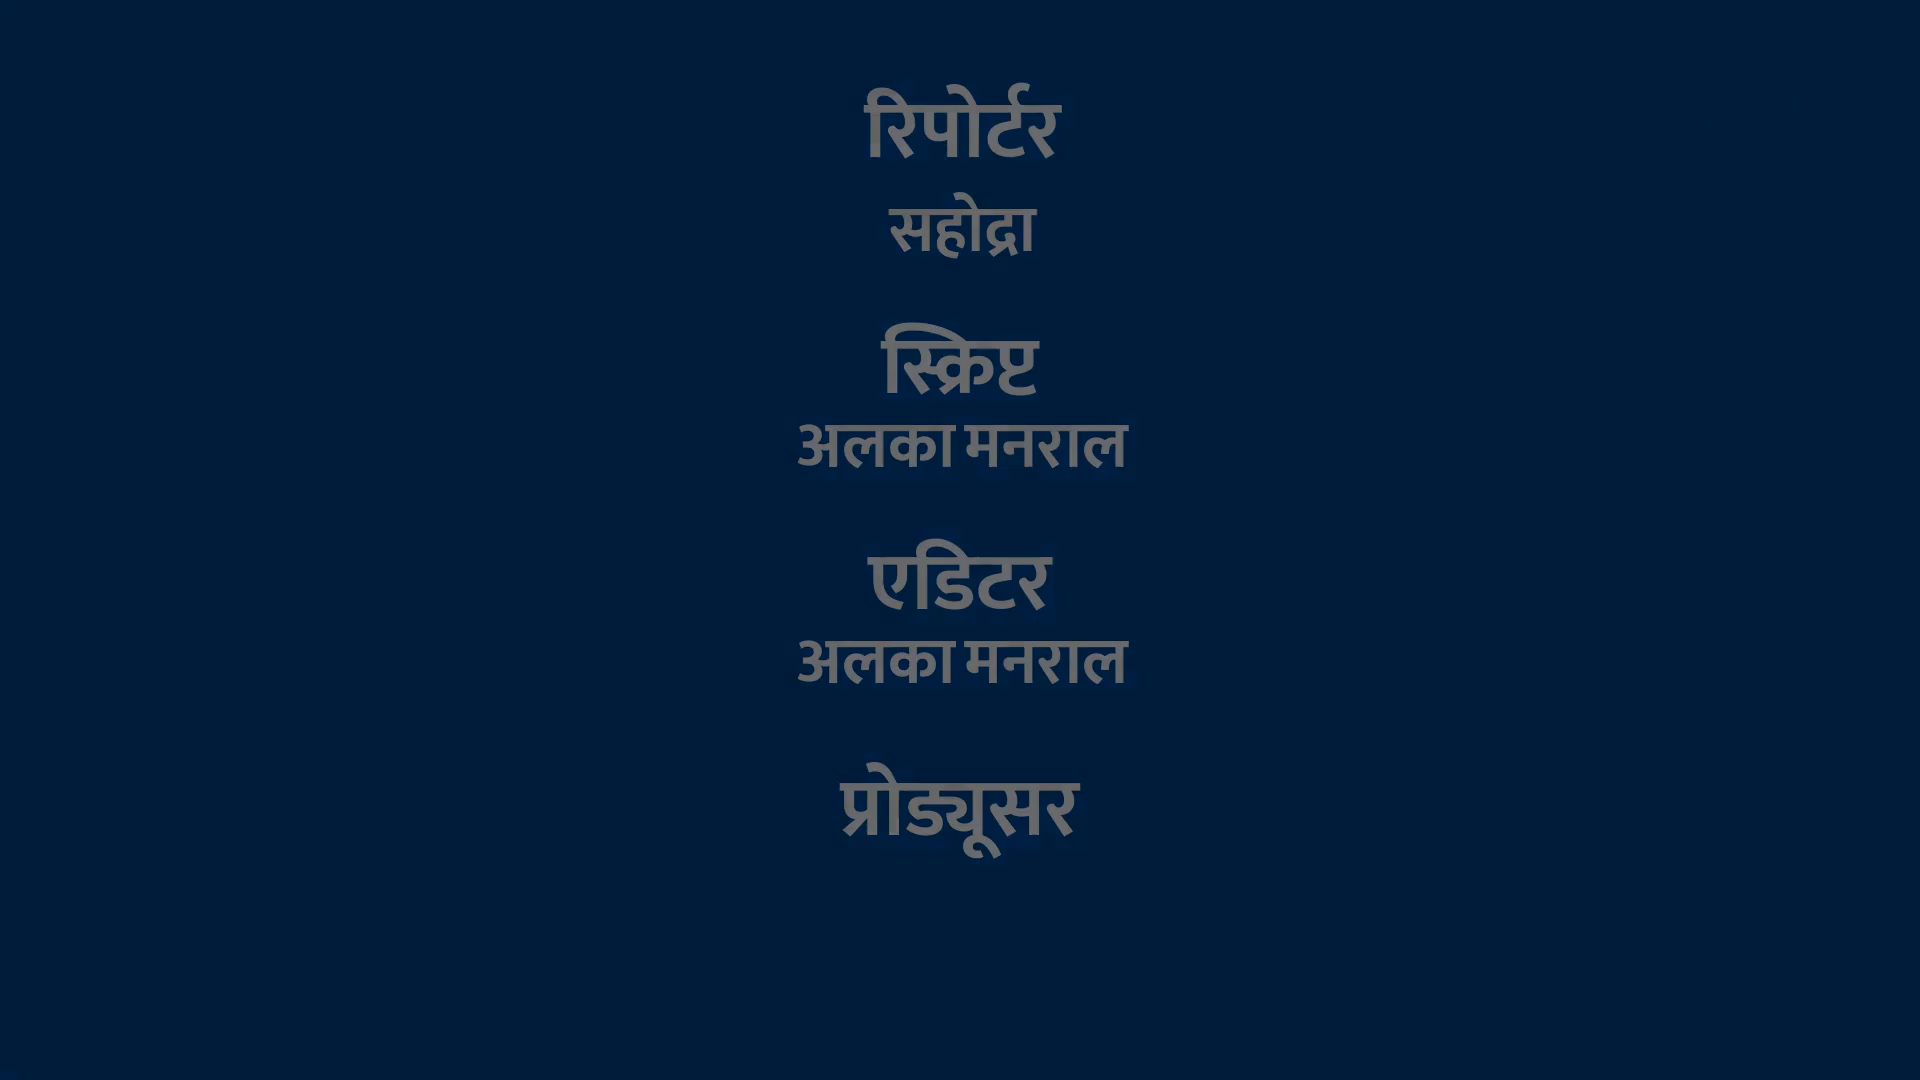 रिपोर्टर
सहोद्रा
स्क्रिप्ट
अलका मनराल
एडिटर
अलका मनराल
प्रोड्यूसर